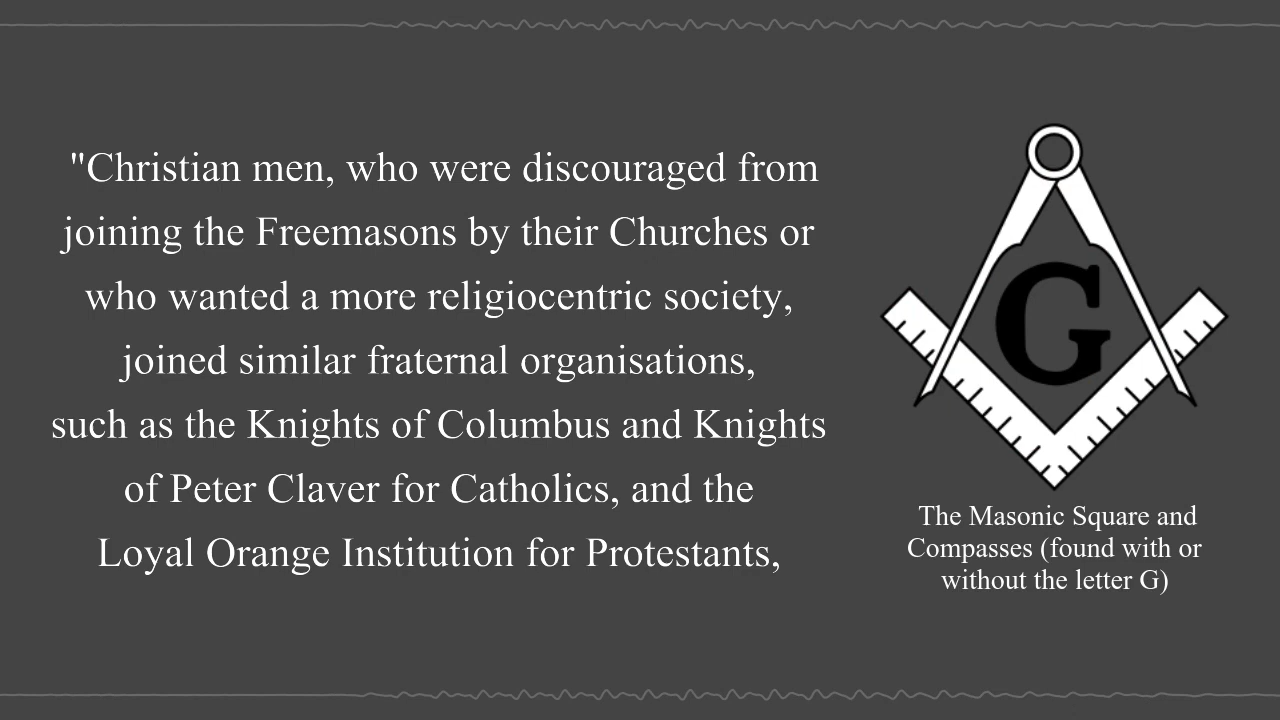 "Christian men, who were discouraged from
joining the Freemasons by their Churches or
who wanted a more religiocentric society,
joined similar fraternal organisations,
such as the Knights of Columbus and Knights
of Peter Claver for Catholics, and the
Loyal Orange Institution for Protestants,
G
The Masonic Square and
Compasses (found with or
without the letter G)